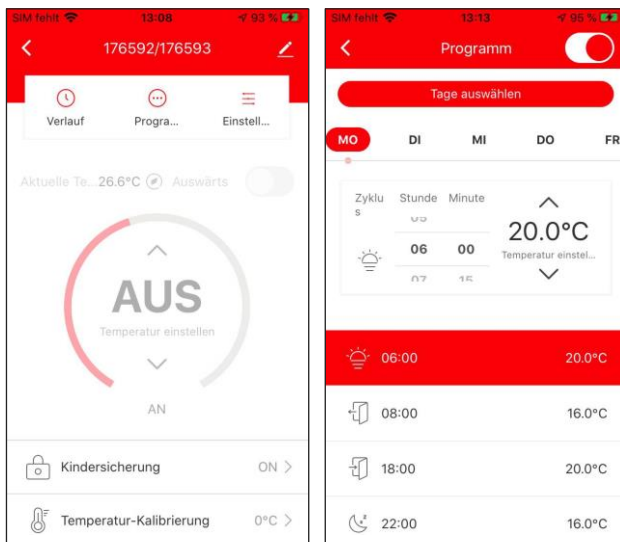 SIM fehlt 13:08 93 %
176592/176593
Verlauf Progra... Einstell...
Aktuelle Te... 26.6°C Auswärts
AUS
Temperatur einstellen
AN
Kindersicherung ON >
Temperatur-Kalibrierung 0°C >
SIM fehlt 13:13 95 %
Programm
Tage auswählen
MO DI MI DO FR
Zyklu
s
Stunde Minute
05
06 00
07 15
20.0°C
Temperatur einstel...
06:00 20.0°C
08:00 16.0°C
18:00 20.0°C
22:00 16.0°C